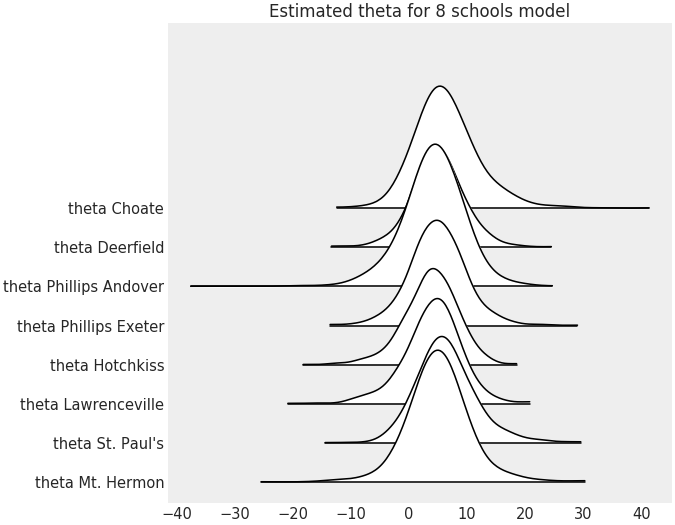 Estimated theta for 8 schools model
theta Choate
theta Deerfield
theta Phillips Andover
theta Phillips Exeter
theta Hotchkiss
theta Lawrenceville
theta St. Paul's
theta Mt. Hermon
−40 −30 −20 −10 0 10 20 30 40